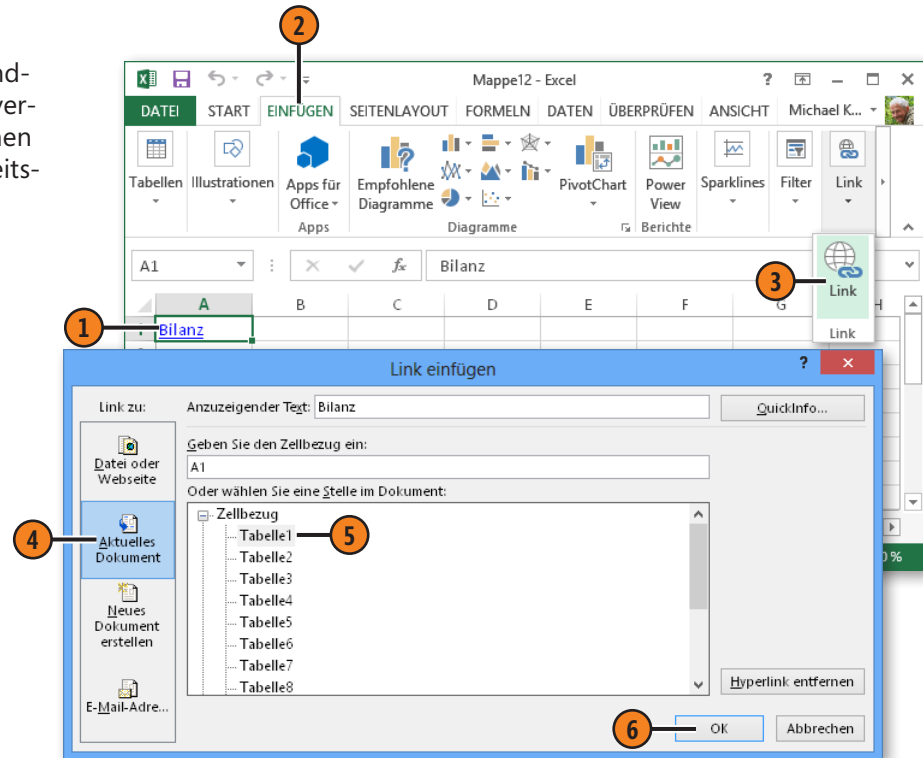 nd-
ver-
nen
eits-
2
Mappe12 - Excel
?
DATEI START EINFÜGEN SEITENLAYOUT FORMELN DATEN ÜBERPRÜFEN ANSICHT Michael K...
Tabellen Illustrationen Apps für Office Empfohlene Diagramme PivotChart Power View Sparklines Filter Link
Apps Diagramme Berichte
A1 fx Bilanz
3
Link
Link
A B C D E F G H
1
1 Bilanz
Link einfügen
?
Link zu: Anzuzeigender Text: Bilanz QuickInfo...
Datei oder Webseite
Geben Sie den Zellbezug ein:
A1
Oder wählen Sie eine Stelle im Dokument:
4
Aktuelles Dokument
Zellbezug
Tabelle1
5
Tabelle2
Tabelle3
Tabelle4
Tabelle5
Tabelle6
Tabelle7
Tabelle8
Neues Dokument erstellen
E-Mail-Adre...
Hyperlink entfernen
6
OK Abbrechen
0 %